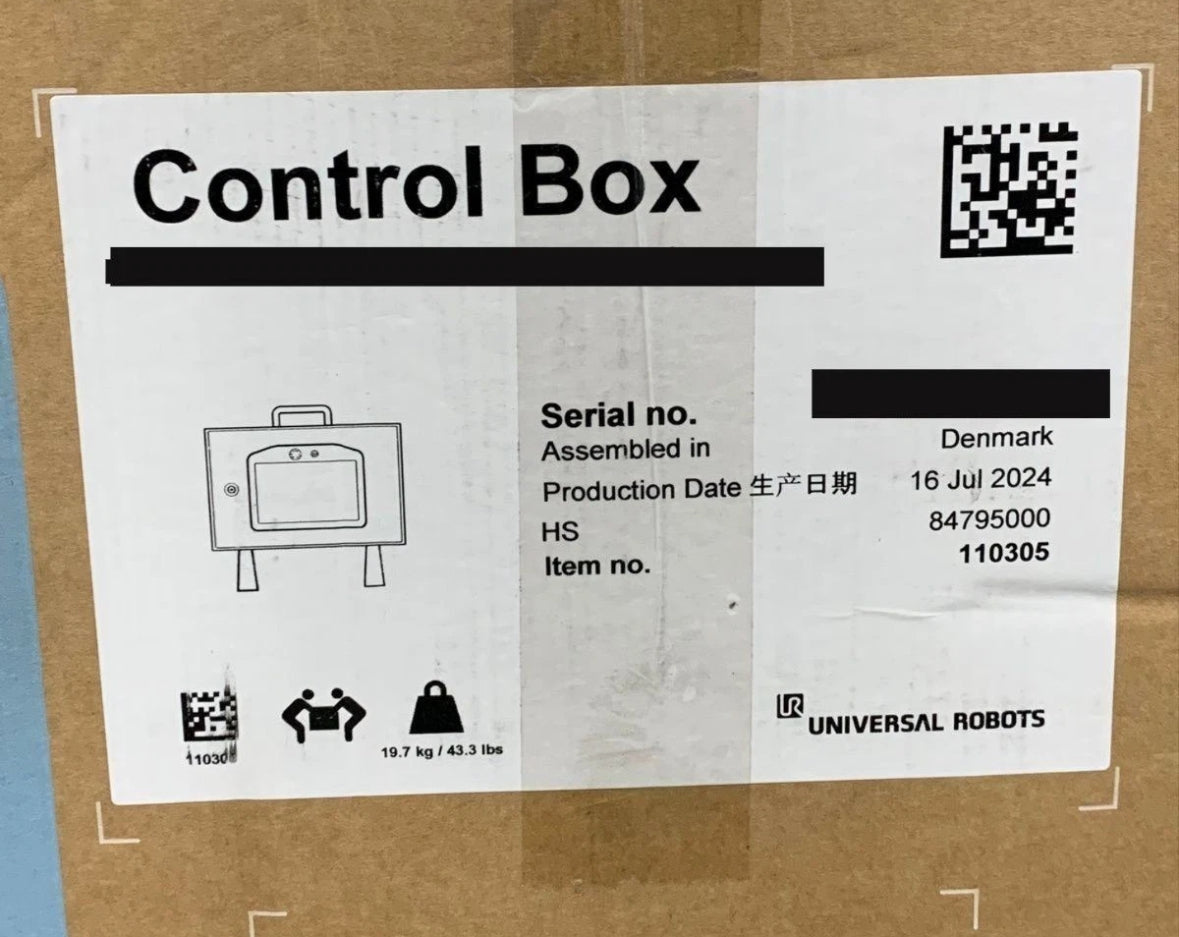 Control Box
Serial no.
Assembled in Denmark
Production Date 生产日期 16 Jul 2024
HS 84795000
Item no. 110305
19.7 kg / 43.3 lbs
UR UNIVERSAL ROBOTS